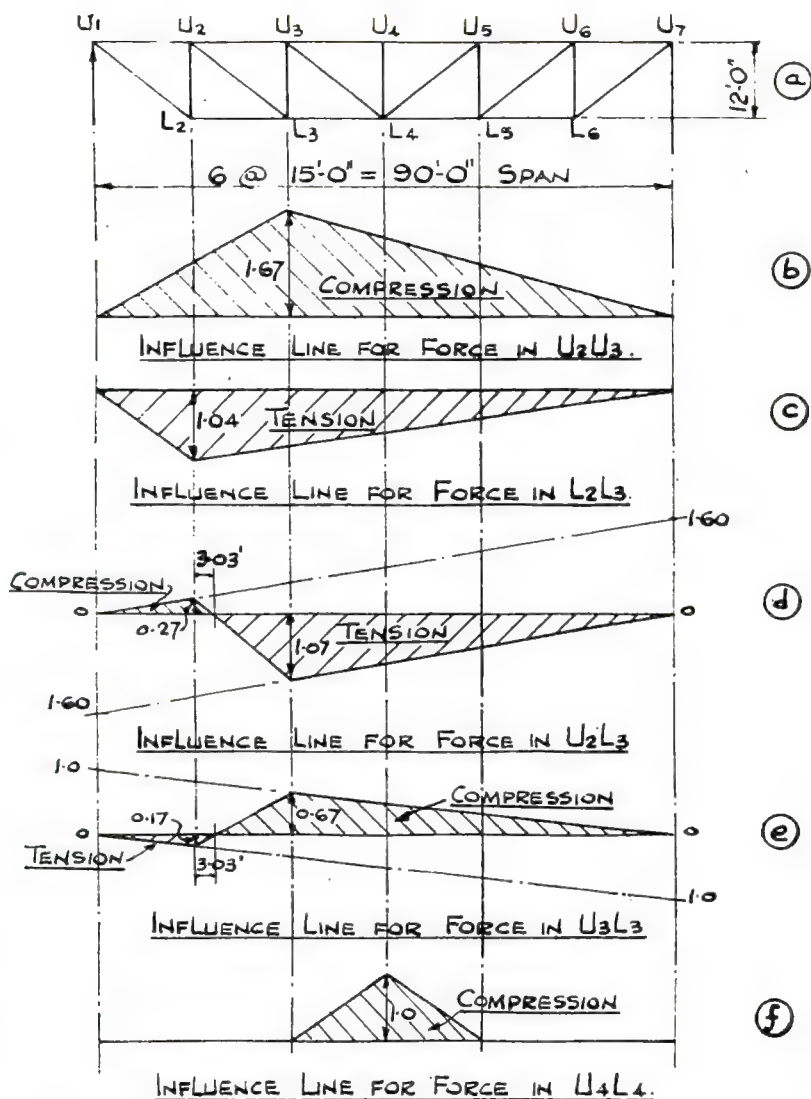 U1 U2 U3 U4 U5 U6 U7
a
12'0"
L2 L3 L4 L5 L6
6 @ 15'-0" = 90'-0" SPAN
1·67
COMPRESSION
b
INFLUENCE LINE FOR FORCE IN U2U3.
1·04
TENSION
c
INFLUENCE LINE FOR FORCE IN L2L3.
1·60
3·03'
COMPRESSION
0 0
d
0·27
TENSION
1·07
1·60
INFLUENCE LINE FOR FORCE IN U2L3
1·0
COMPRESSION
0·17
0·67
0 0
e
TENSION
3·03'
1·0
INFLUENCE LINE FOR FORCE IN U3L3
COMPRESSION
1·0
f
INFLUENCE LINE FOR FORCE IN U4L4.